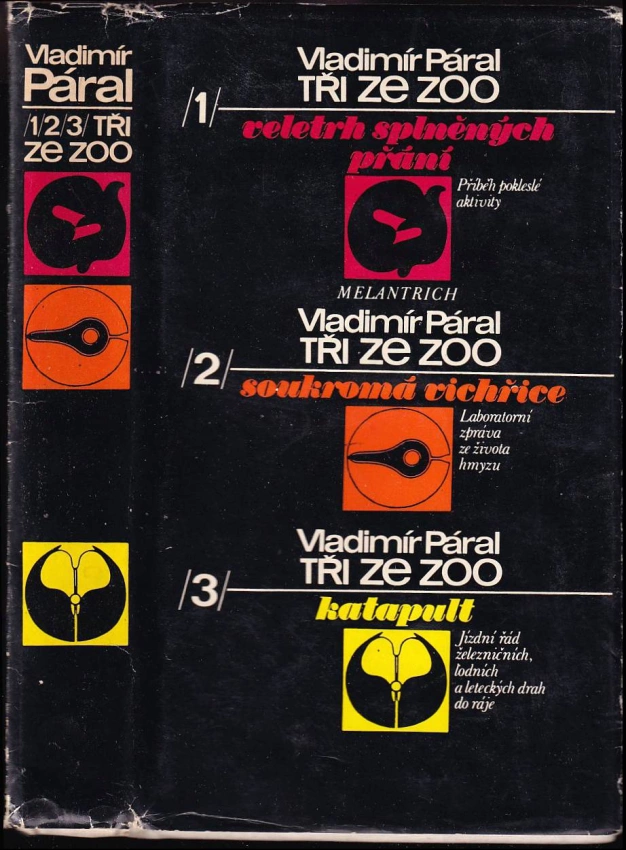 Vladimír
Páral
/1/2/3/ TŘI
ze zoo
Vladimír Páral
TŘI ze zoo
/1/
veletrh splněných
přání
Příběh pokleslé
aktivity
MELANTRICH
Vladimír Páral
TŘI ze zoo
/2/
soukromá vichřice
Laboratorní
zpráva
ze života
hmyzu
Vladimír Páral
TŘI ze zoo
/3/
katapult
Jízdní řád
železničních,
lodních
a leteckých drah
do ráje